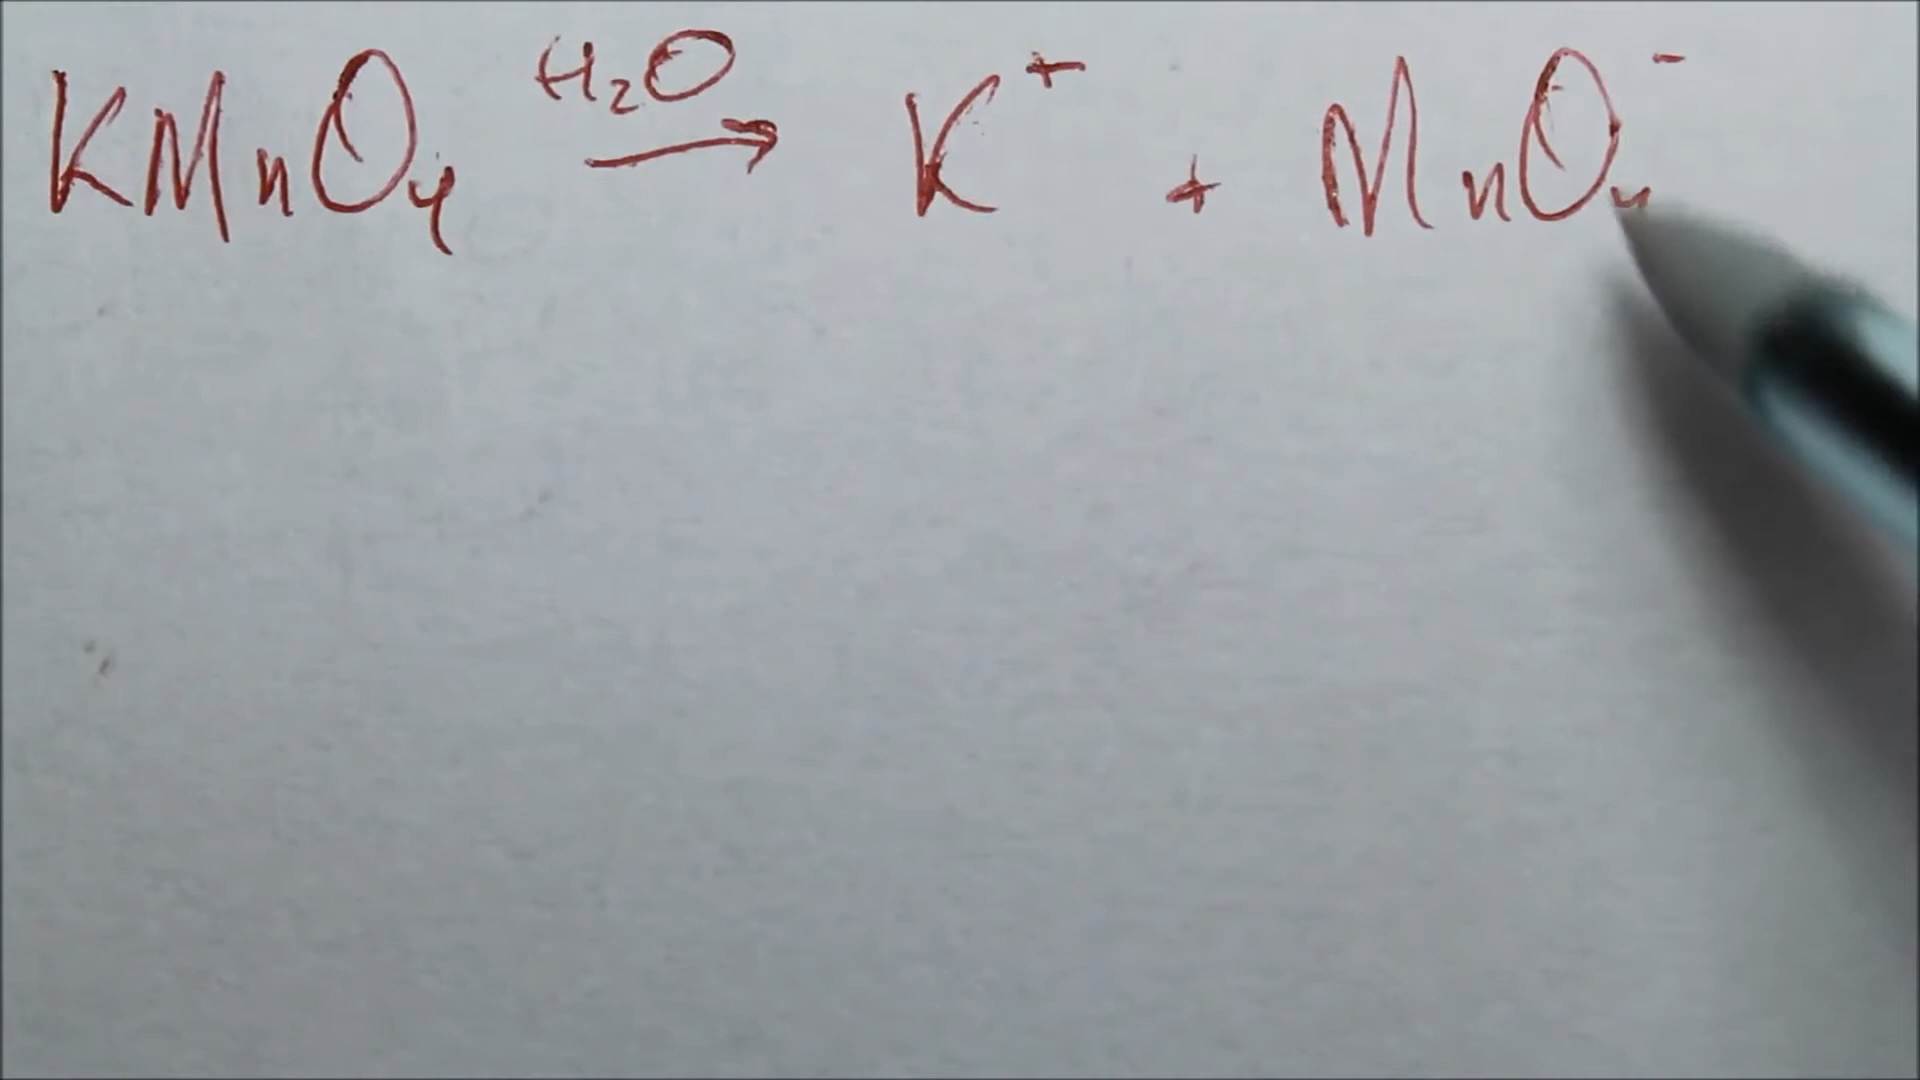 KMnO₄ H₂O → K⁺ + MnO₄⁻